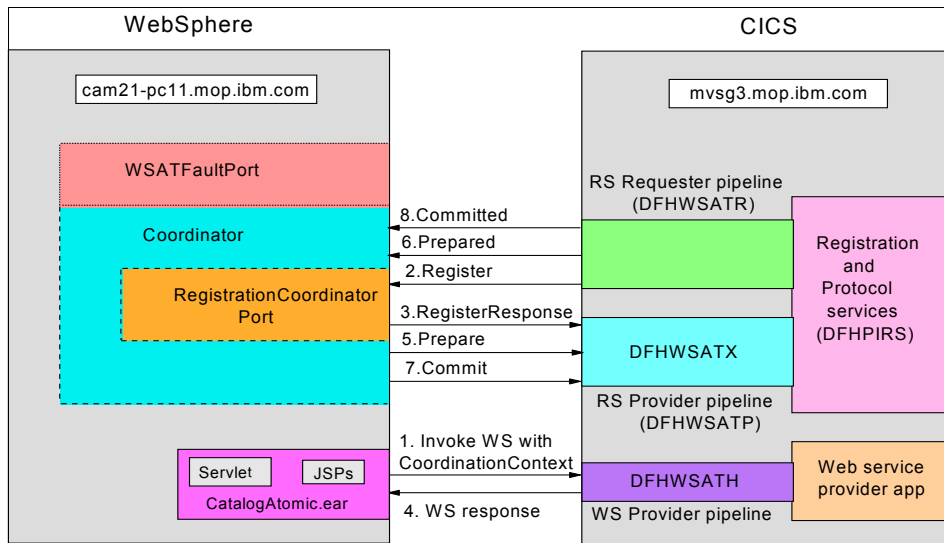 WebSphere
CICS
cam21-pc11.mop.ibm.com
mvsg3.mop.ibm.com
WSATFaultPort
RS Requester pipeline
(DFHWSATR)
8.Committed
Coordinator
6.Prepared
2.Register
Registration
and
Protocol
services
(DFHPIRS)
RegistrationCoordinator
Port
3.RegisterResponse
5.Prepare
DFHWSATX
7.Commit
RS Provider pipeline
(DFHWSATP)
1. Invoke WS with
CoordinationContext
Servlet
JSPs
CatalogAtomic.ear
DFHWSATH
Web service
provider app
4. WS response
WS Provider pipeline